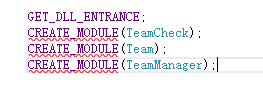 GET_DLL_ENTRANCE;
CREATE_MODULE(TeamCheck);
CREATE_MODULE(Team);
CREATE_MODULE(TeamManager);